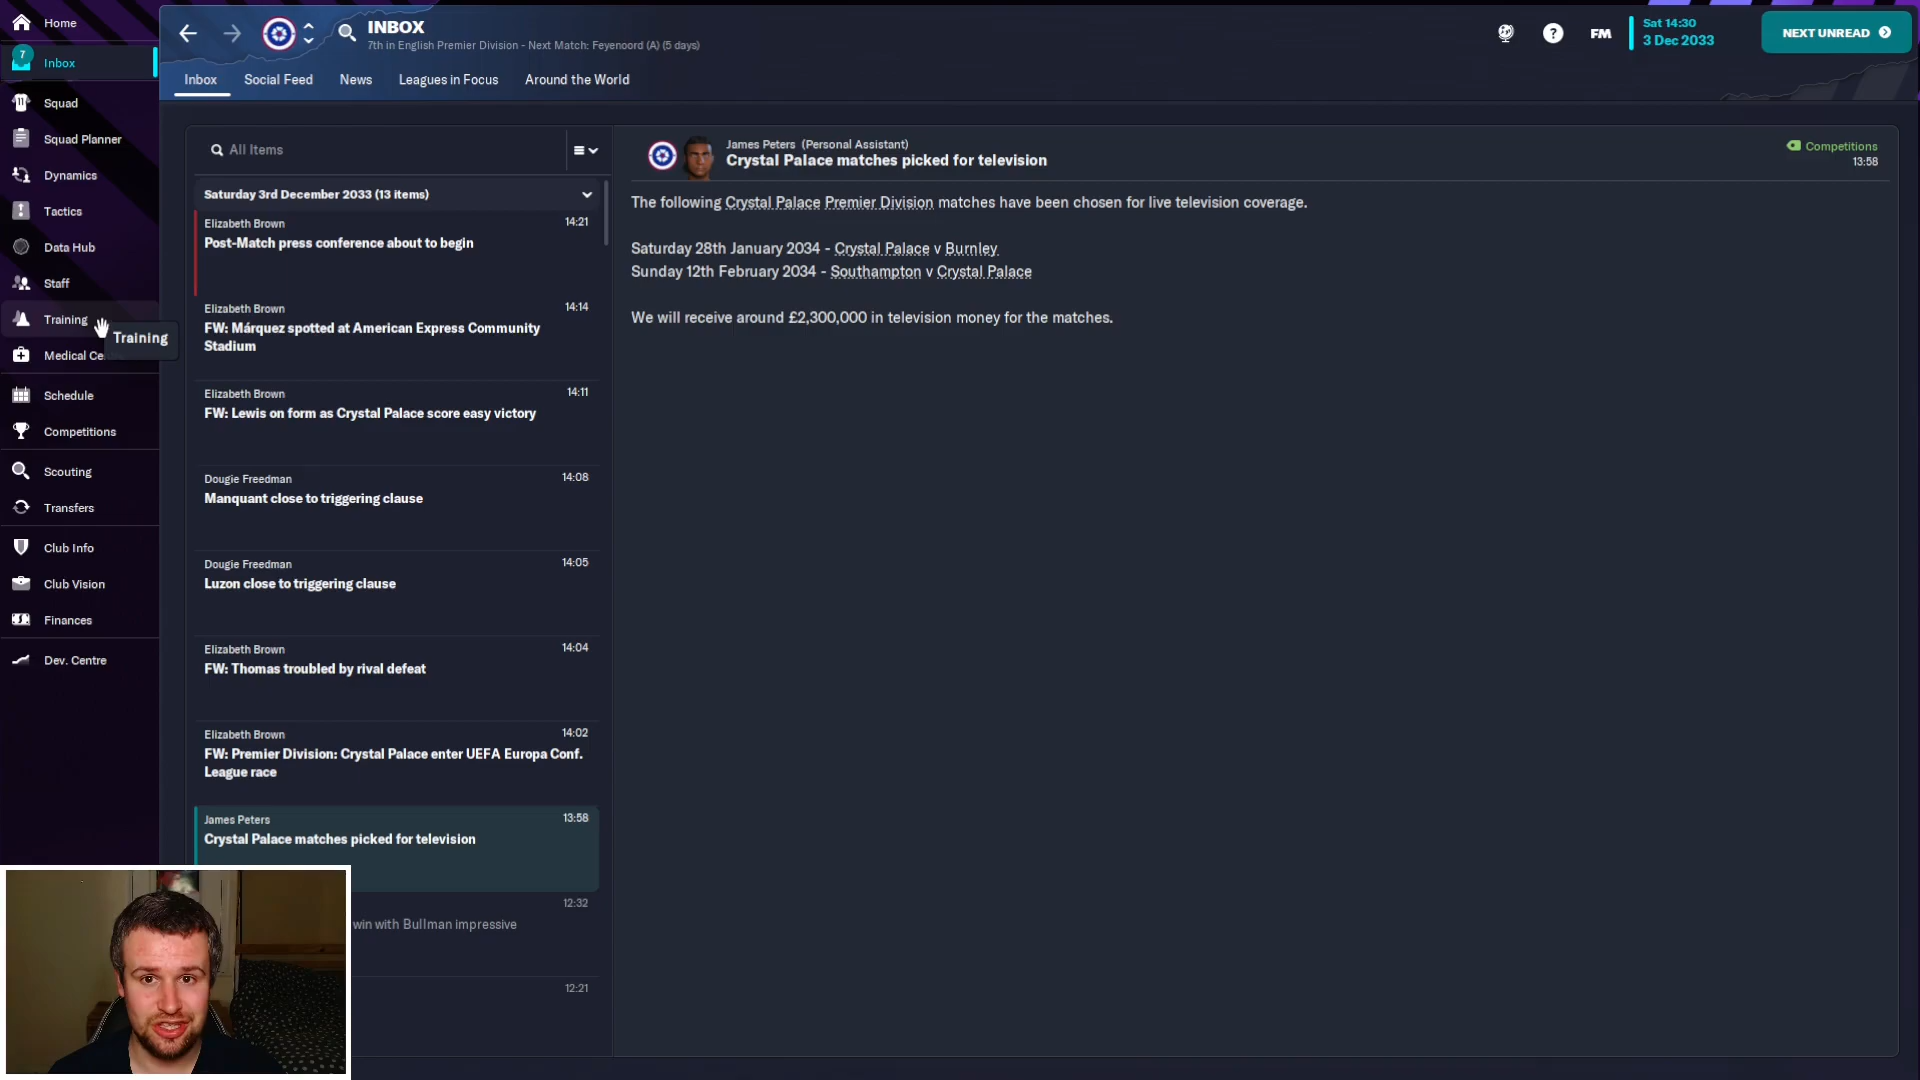 Home
7
Inbox
Squad
Squad Planner
Dynamics
Tactics
Data Hub
Staff
Training
Training
Medical Ce
Schedule
Competitions
Scouting
Transfers
Club Info
Club Vision
Finances
Dev. Centre
INBOX
7th in English Premier Division - Next Match: Feyenoord (A) (5 days)
Inbox Social Feed News Leagues in Focus Around the World
?
FM
Sat 14:30
3 Dec 2033
NEXT UNREAD
All Items
Saturday 3rd December 2033 (13 items)
Elizabeth Brown 14:21
Post-Match press conference about to begin
Elizabeth Brown 14:14
FW: Márquez spotted at American Express Community
Stadium
Elizabeth Brown 14:11
FW: Lewis on form as Crystal Palace score easy victory
Dougie Freedman 14:08
Manquant close to triggering clause
Dougie Freedman 14:05
Luzon close to triggering clause
Elizabeth Brown 14:04
FW: Thomas troubled by rival defeat
Elizabeth Brown 14:02
FW: Premier Division: Crystal Palace enter UEFA Europa Conf.
League race
James Peters 13:58
Crystal Palace matches picked for television
12:32
win with Bullman impressive
12:21
James Peters (Personal Assistant)
Crystal Palace matches picked for television
Competitions
13:58
The following Crystal Palace Premier Division matches have been chosen for live television coverage.
Saturday 28th January 2034 - Crystal Palace v Burnley
Sunday 12th February 2034 - Southampton v Crystal Palace
We will receive around £2,300,000 in television money for the matches.